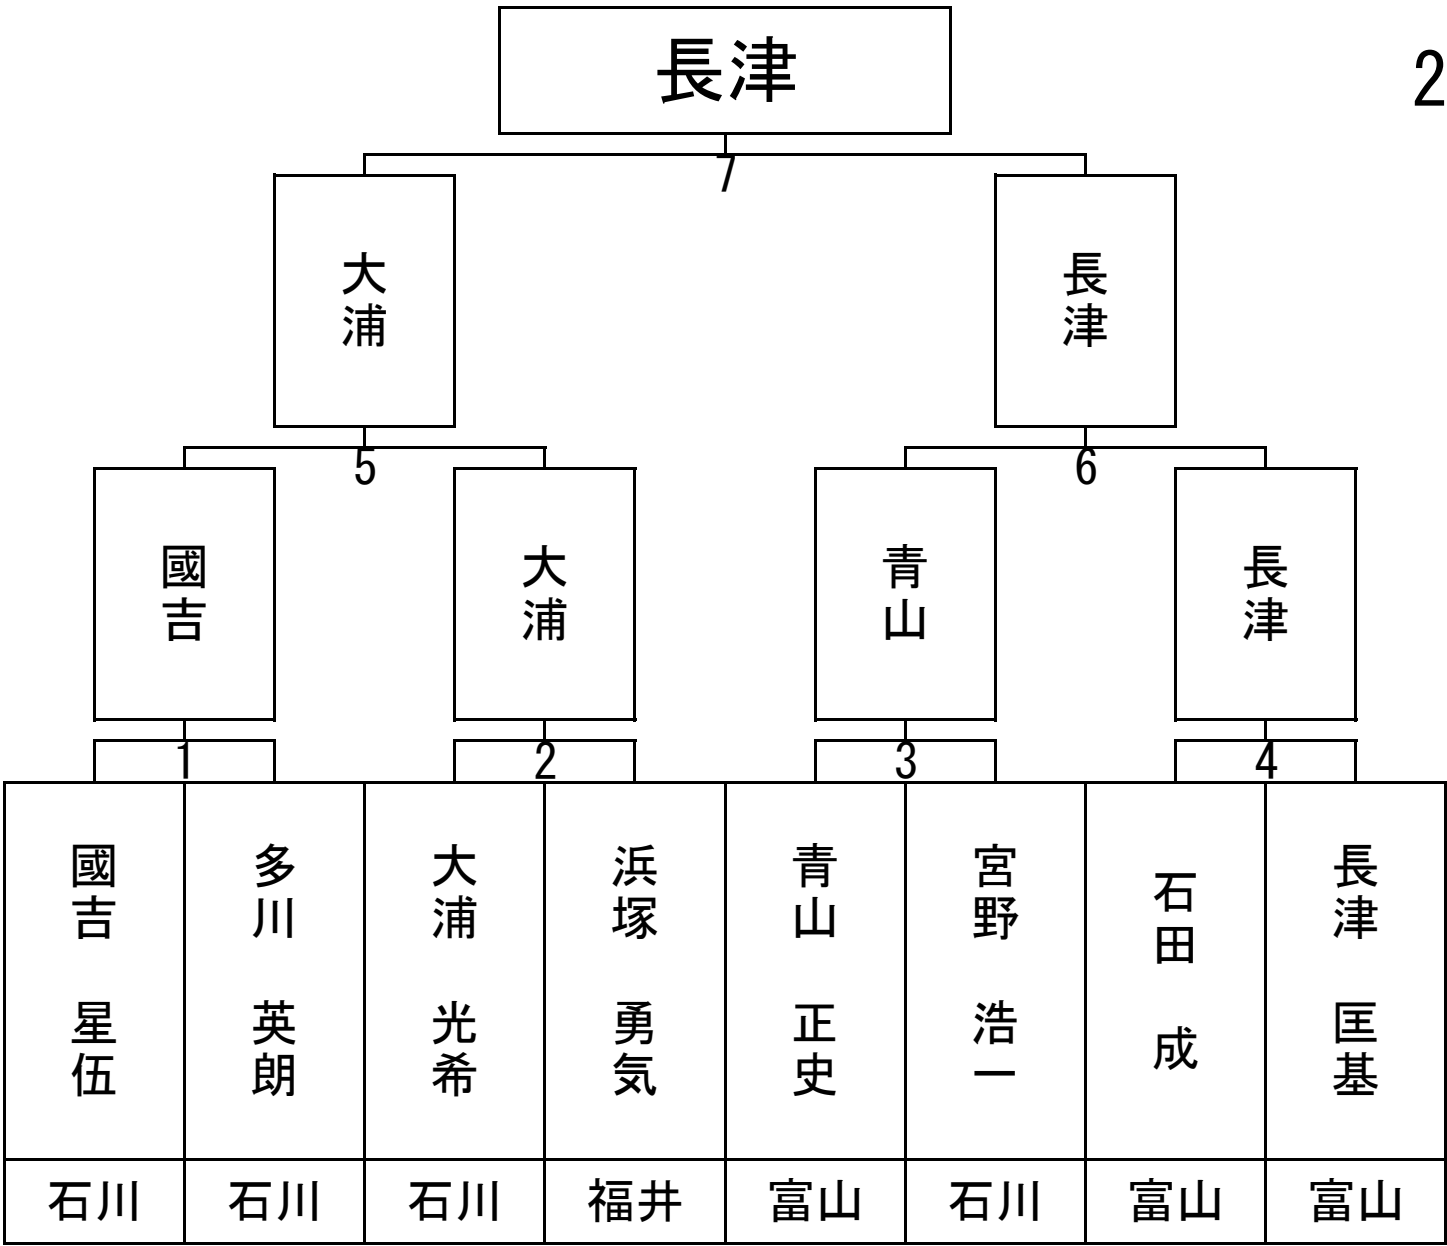 長津
2
7
大浦
長津
5
6
國吉
大浦
青山
長津
1
2
3
4
國吉 星伍
多川 英朗
大浦 光希
浜塚 勇気
青山 正史
宮野 浩一
石田 成
長津 匡基
石川
石川
石川
福井
富山
石川
富山
富山